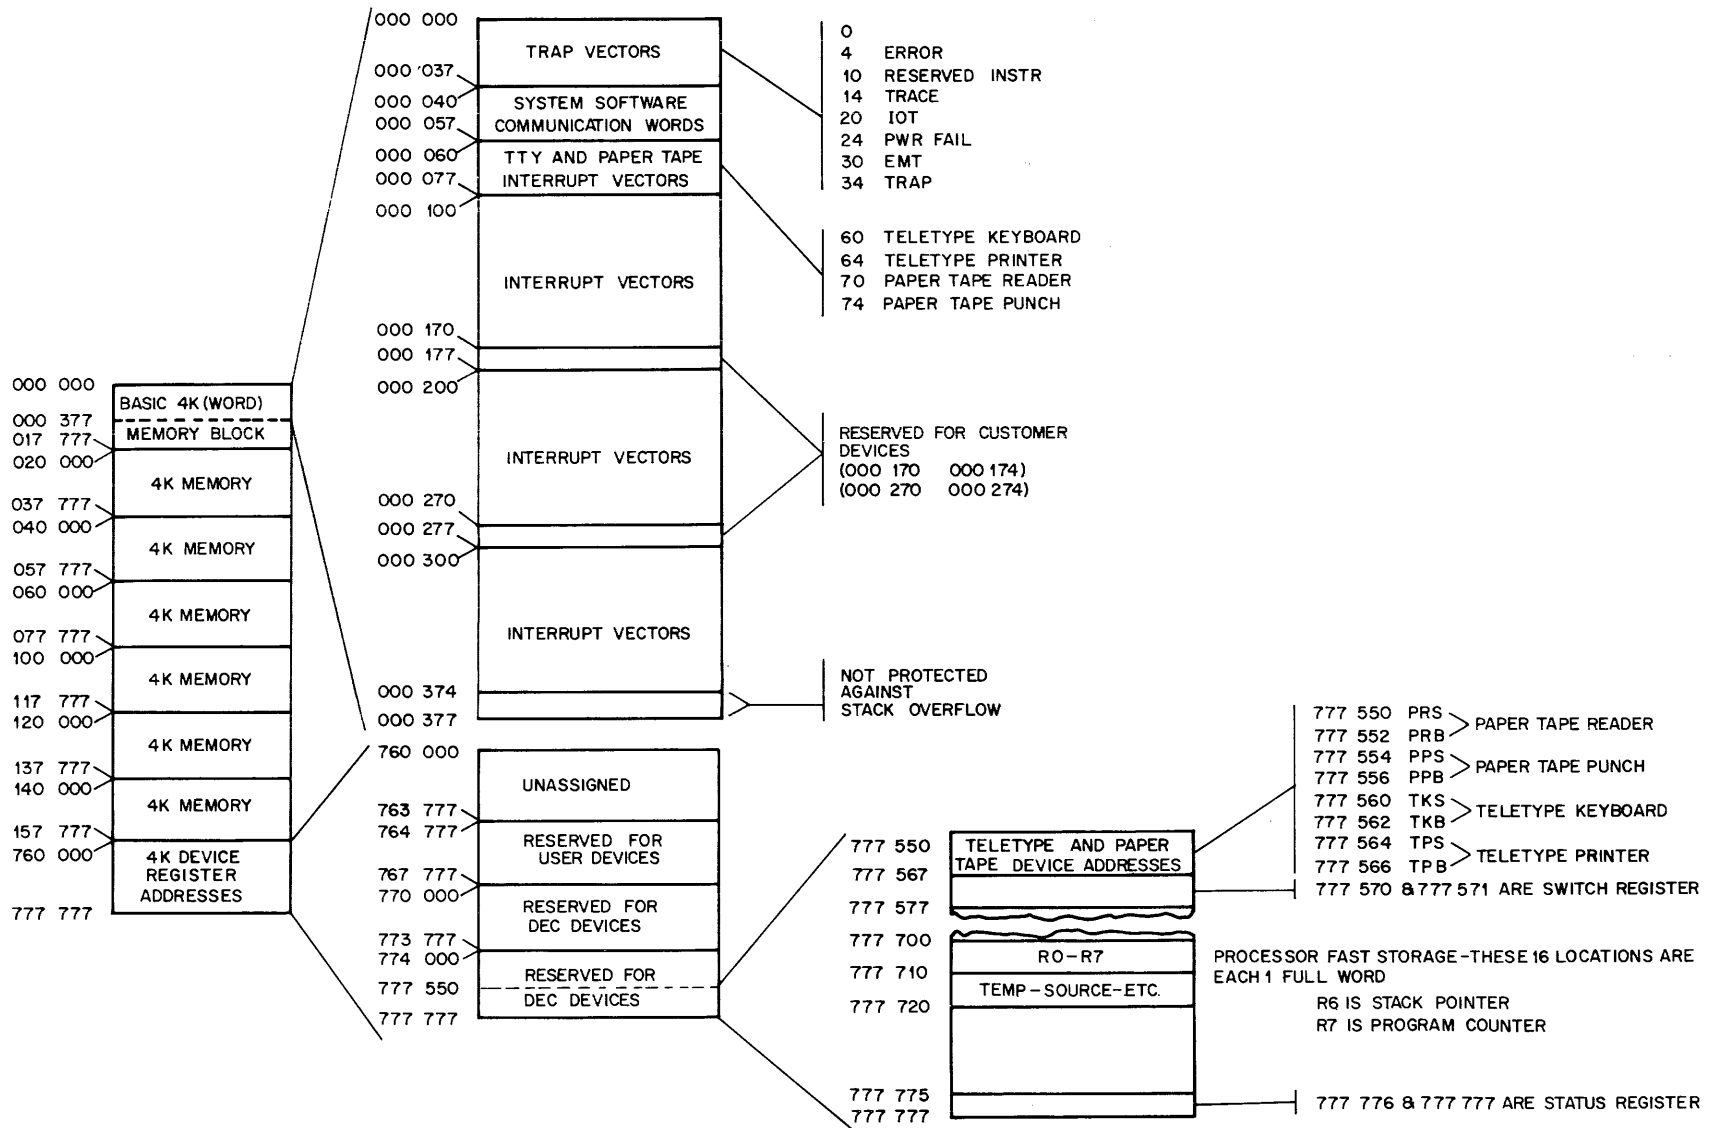 000 000
000 377
017 777
020 000
037 777
040 000
057 777
060 000
077 777
100 000
117 777
120 000
137 777
140 000
157 777
760 000
777 777
BASIC 4K (WORD)
MEMORY BLOCK
4K MEMORY
4K MEMORY
4K MEMORY
4K MEMORY
4K MEMORY
4K MEMORY
4K DEVICE
REGISTER
ADDRESSES
000 000
000 037
000 040
000 057
000 060
000 077
000 100
000 170
000 177
000 200
000 270
000 277
000 300
000 374
000 377
TRAP VECTORS
SYSTEM SOFTWARE
COMMUNICATION WORDS
TTY AND PAPER TAPE
INTERRUPT VECTORS
INTERRUPT VECTORS
INTERRUPT VECTORS
INTERRUPT VECTORS
0
4 ERROR
10 RESERVED INSTR
14 TRACE
20 IOT
24 PWR FAIL
30 EMT
34 TRAP
60 TELETYPE KEYBOARD
64 TELETYPE PRINTER
70 PAPER TAPE READER
74 PAPER TAPE PUNCH
RESERVED FOR CUSTOMER
DEVICES
(000 170 000 174)
(000 270 000 274)
NOT PROTECTED
AGAINST
STACK OVERFLOW
760 000
763 777
764 777
767 777
770 000
773 777
774 000
777 550
777 777
UNASSIGNED
RESERVED FOR
USER DEVICES
RESERVED FOR
DEC DEVICES
RESERVED FOR
DEC DEVICES
777 550
777 567
777 577
777 700
777 710
777 720
777 775
777 777
TELETYPE AND PAPER
TAPE DEVICE ADDRESSES
R0-R7
TEMP-SOURCE-ETC.
777 550 PRS
777 552 PRB
PAPER TAPE READER
777 554 PPS
777 556 PPB
PAPER TAPE PUNCH
777 560 TKS
777 562 TKB
TELETYPE KEYBOARD
777 564 TPS
777 566 TPB
TELETYPE PRINTER
777 570 & 777 571 ARE SWITCH REGISTER
PROCESSOR FAST STORAGE-THESE 16 LOCATIONS ARE
EACH 1 FULL WORD
R6 IS STACK POINTER
R7 IS PROGRAM COUNTER
777 776 & 777 777 ARE STATUS REGISTER